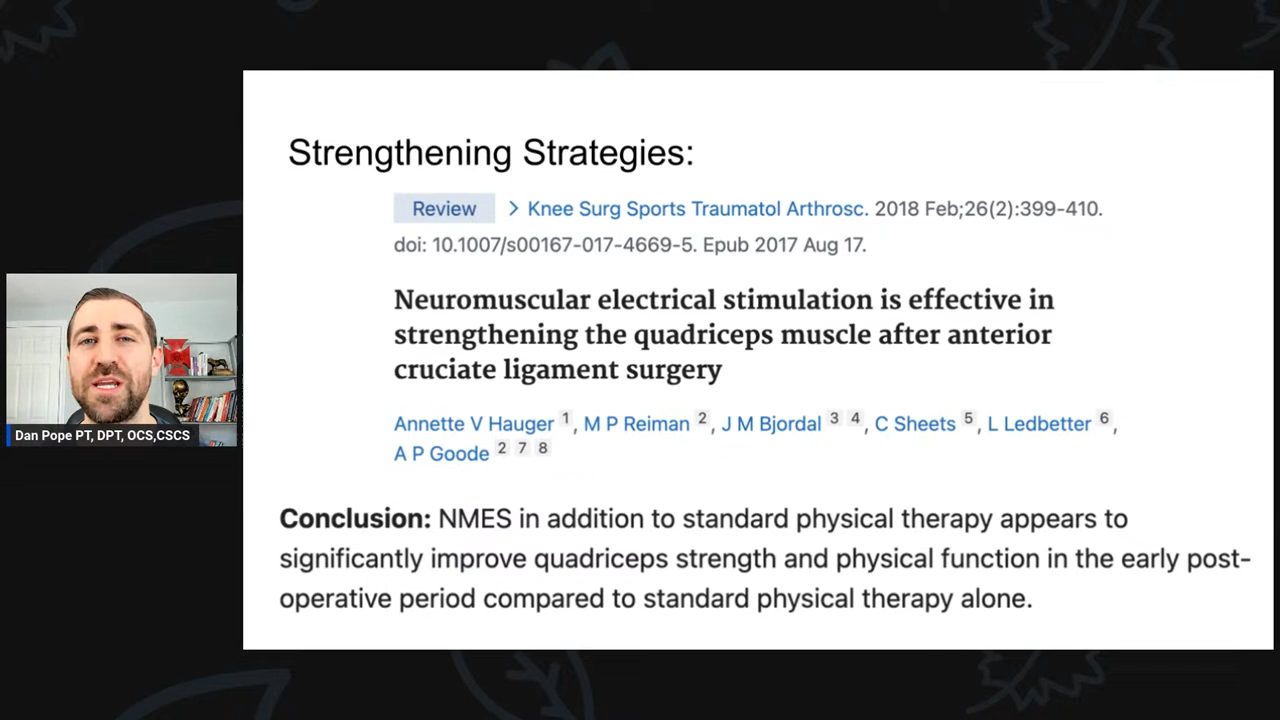 Strengthening Strategies:
Review > Knee Surg Sports Traumatol Arthrosc. 2018 Feb;26(2):399-410.
doi: 10.1007/s00167-017-4669-5. Epub 2017 Aug 17.
Neuromuscular electrical stimulation is effective in
strengthening the quadriceps muscle after anterior
cruciate ligament surgery
Annette V Hauger 1, M P Reiman 2, J M Bjordal 3 4, C Sheets 5, L Ledbetter 6,
A P Goode 2 7 8
Dan Pope PT, DPT, OCS,CSCS
Conclusion: NMES in addition to standard physical therapy appears to
significantly improve quadriceps strength and physical function in the early post-
operative period compared to standard physical therapy alone.